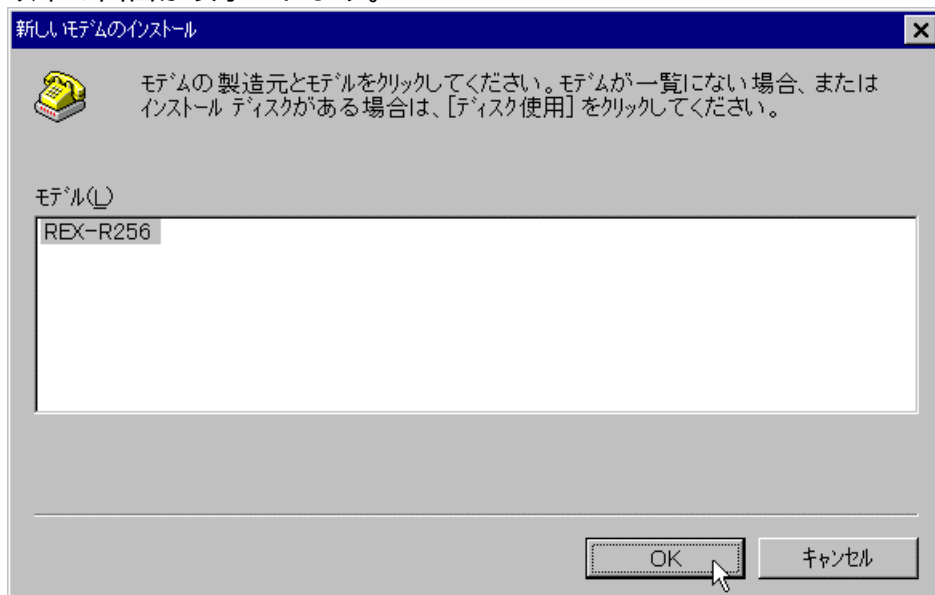 新しいﾓﾃﾞﾑのｲﾝｽﾄｰﾙ
ﾓﾃﾞﾑの製造元とﾓﾃﾞﾙをｸﾘｯｸしてください。ﾓﾃﾞﾑが一覧にない場合、または
ｲﾝｽﾄｰﾙ ﾃﾞｨｽｸがある場合は、[ﾃﾞｨｽｸ使用] をｸﾘｯｸしてください。
ﾓﾃﾞﾙ(L)
REX-R256
OK
ｷｬﾝｾﾙ